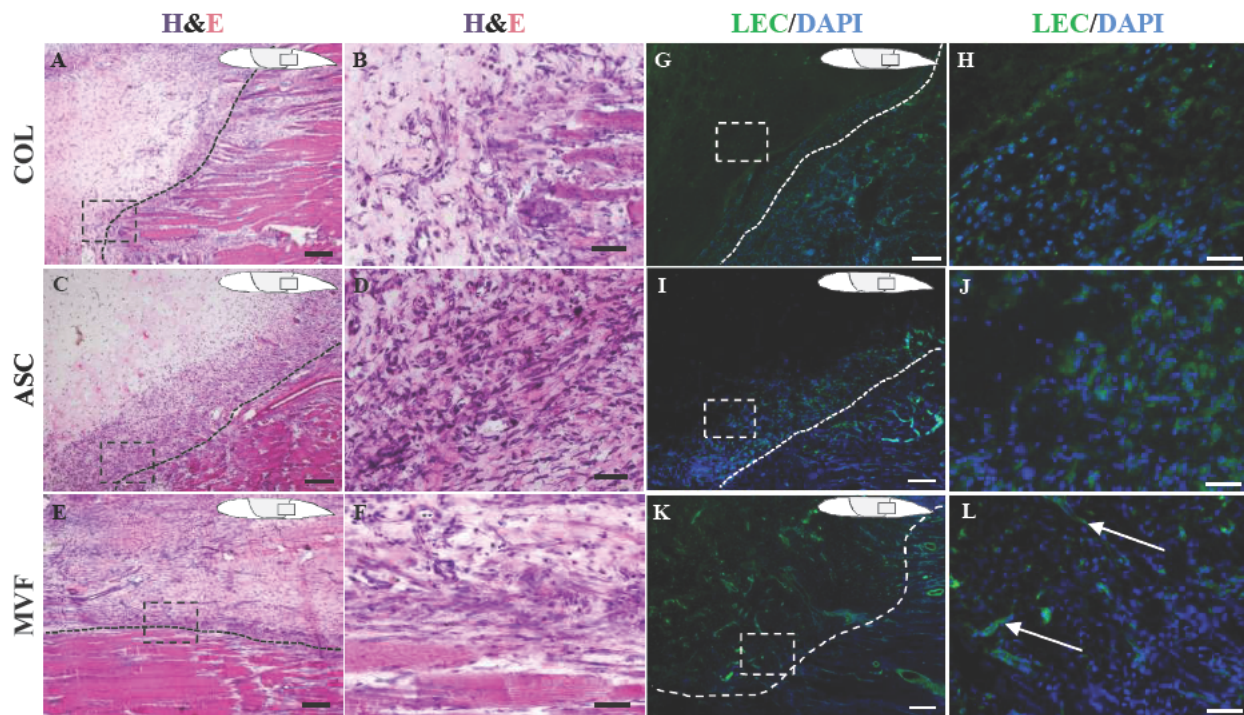 H&E H&E LEC/DAPI LEC/DAPI
COL A B G H
ASC C D I J
MVF E F K L